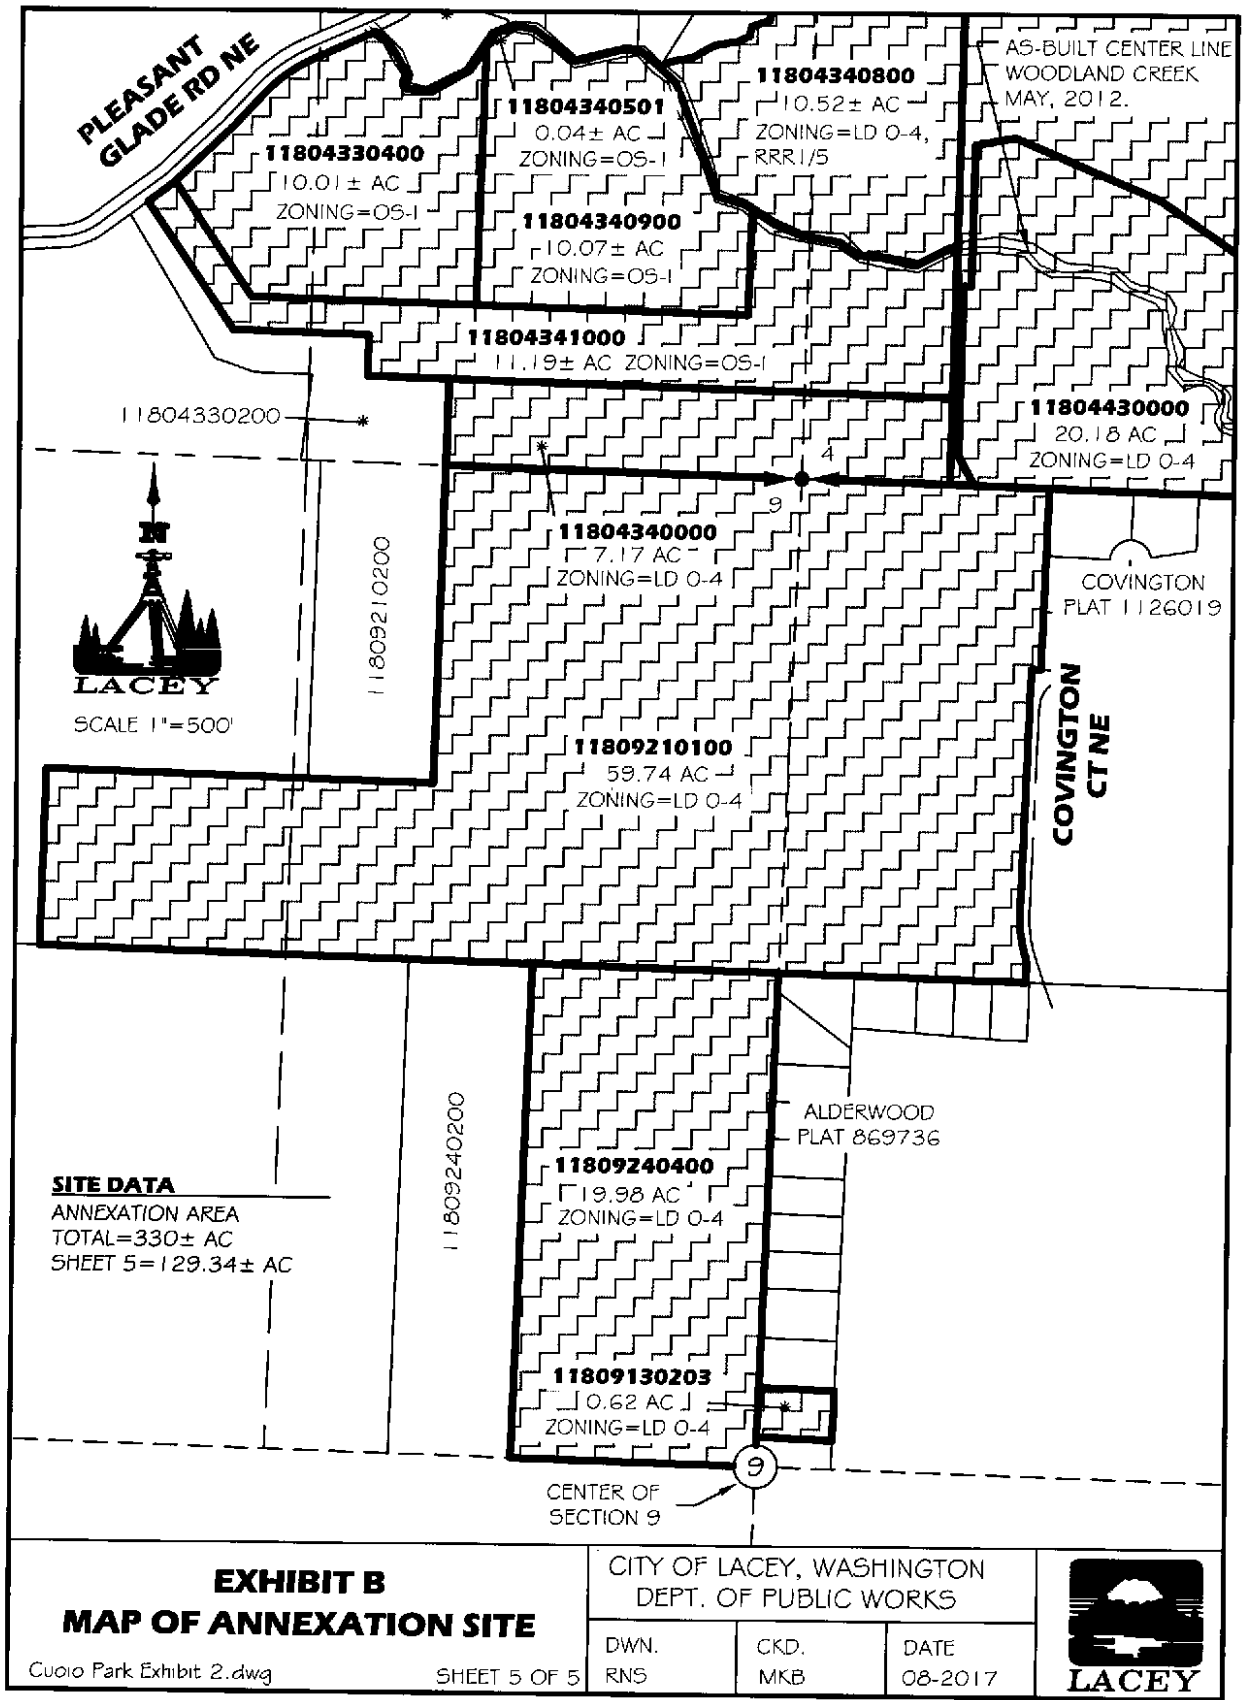 PLEASANT
GLADE RD NE
AS-BUILT CENTER LINE
WOODLAND CREEK
MAY, 2012.
11804340800
10.52± AC
ZONING=LD 0-4,
RRR1/5
11804340501
0.04± AC
ZONING=OS-1
11804330400
10.01± AC
ZONING=OS-1
11804340900
10.07± AC
ZONING=OS-1
11804341000
11.19± AC ZONING=OS-1
11804330200
11804430000
20.18 AC
ZONING=LD 0-4
4
9
N
LACEY
SCALE 1"=500'
11809210200
11804340000
7.17 AC
ZONING=LD 0-4
COVINGTON
PLAT 1126019
COVINGTON
CT NE
11809210100
59.74 AC
ZONING=LD 0-4
11809240200
ALDERWOOD
PLAT 869736
11809240400
19.98 AC
ZONING=LD 0-4
SITE DATA
ANNEXATION AREA
TOTAL=330± AC
SHEET 5=129.34± AC
11809130203
0.62 AC
ZONING=LD 0-4
9
CENTER OF
SECTION 9
EXHIBIT B
MAP OF ANNEXATION SITE
Cuoio Park Exhibit 2.dwg
SHEET 5 OF 5
CITY OF LACEY, WASHINGTON
DEPT. OF PUBLIC WORKS
DWN.
RNS
CKD.
MKB
DATE
08-2017
LACEY